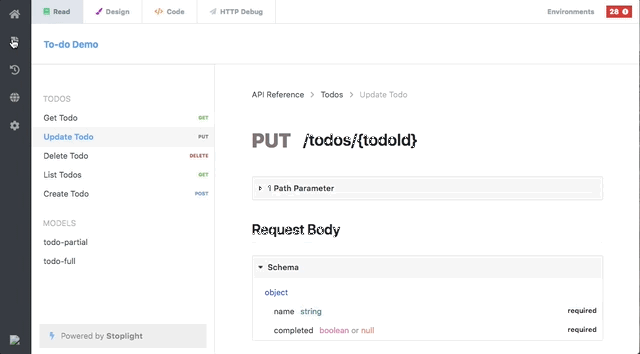 Read Design Code HTTP Debug Environments 28
To-do Demo
TODOS
Get Todo GET
Update Todo PUT
Delete Todo DELETE
List Todos GET
Create Todo POST
MODELS
todo-partial
todo-full
Powered by Stoplight
API Reference > Todos > Update Todo
PUT /todos/{todoId}
1 Path Parameter
Request Body
Schema
object
name string required
completed boolean or null required